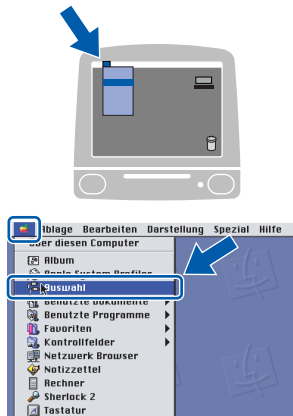 Ablage Bearbeiten Darstellung Spezial Hilfe
Über diesen Computer
Album
Apple System Profiler
Auswahl
Benutzte Dokumente
Benutzte Programme
Favoriten
Kontrollfelder
Netzwerk Browser
Notizzettel
Rechner
Sherlock 2
Tastatur